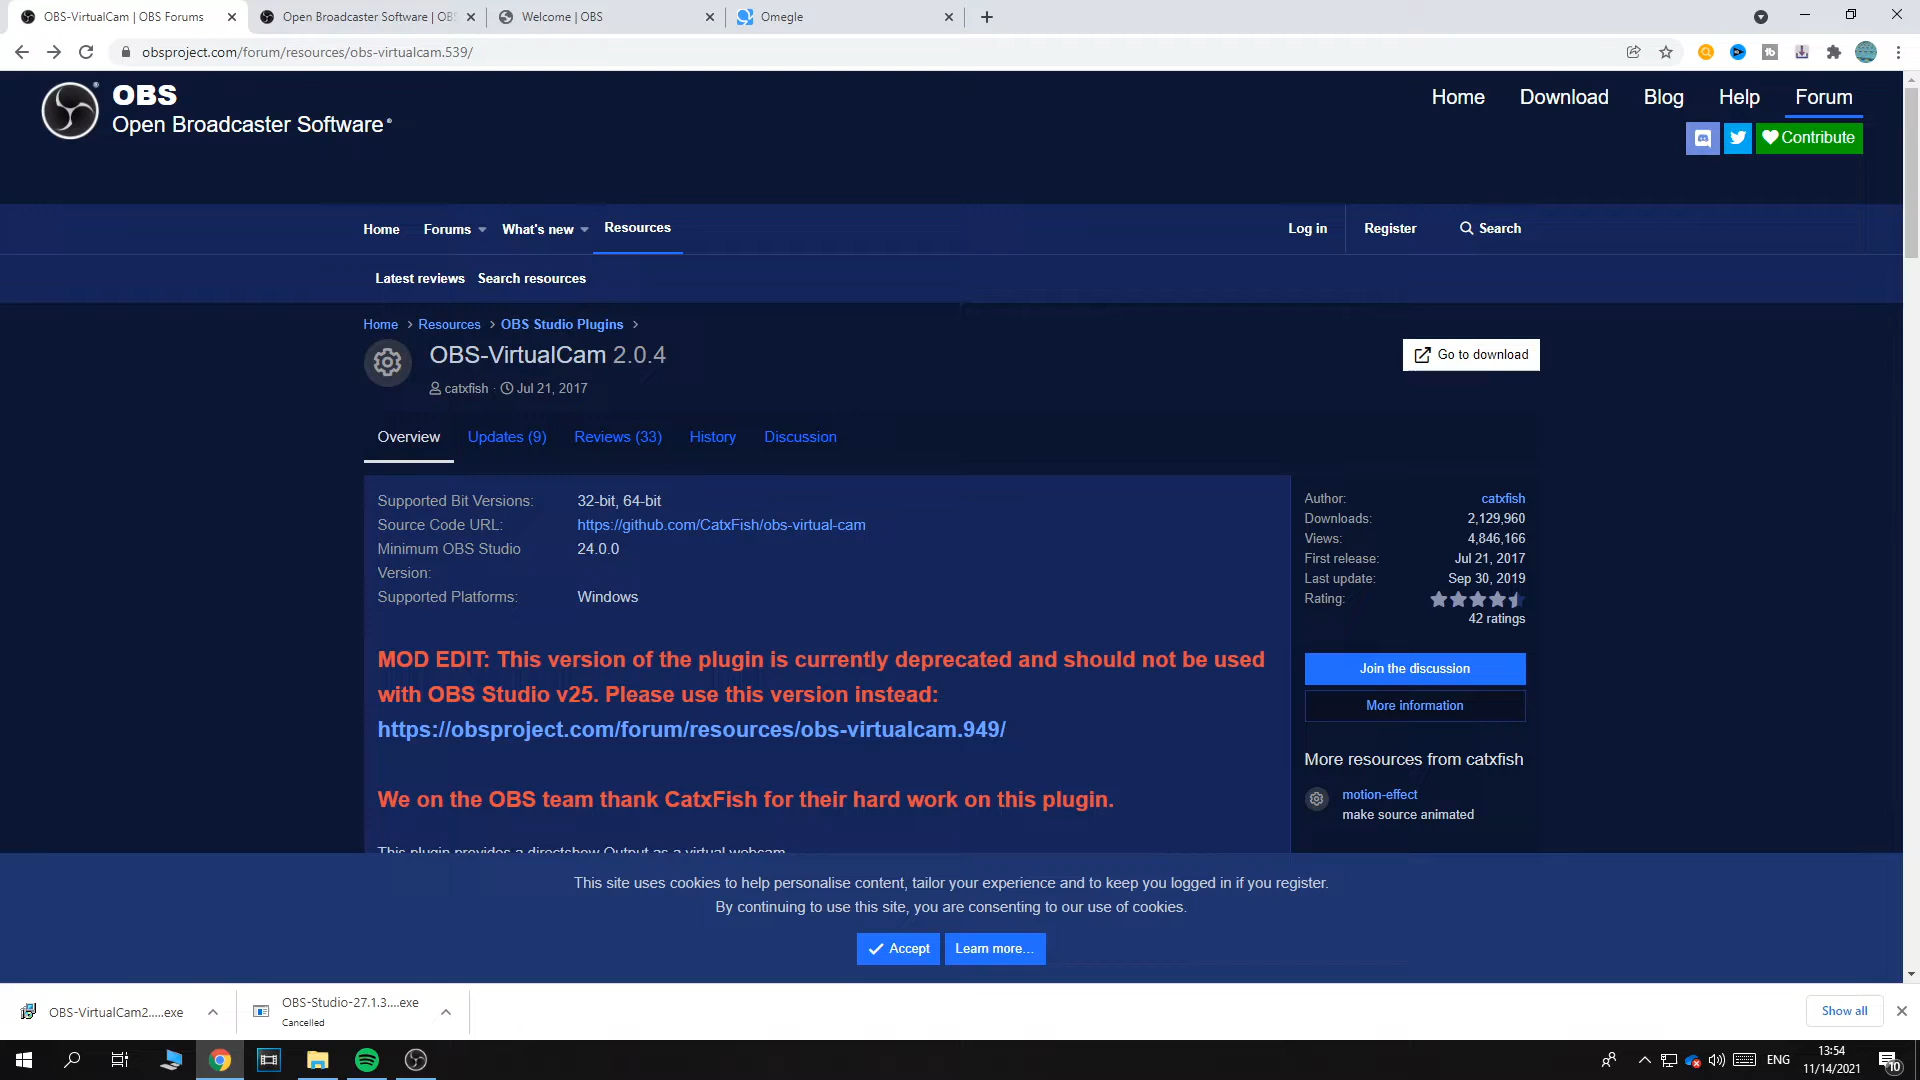 OBS-VirtualCam | OBS Forums
Open Broadcaster Software | OBS
Welcome | OBS
Omegle
obsproject.com/forum/resources/obs-virtualcam.539/
OBS
Open Broadcaster Software
Home
Download
Blog
Help
Forum
Contribute
Home
Forums
What's new
Resources
Log in
Register
Search
Latest reviews
Search resources
Home
Resources
OBS Studio Plugins
OBS-VirtualCam 2.0.4
Go to download
catxfish · Jul 21, 2017
Overview
Updates (9)
Reviews (33)
History
Discussion
Supported Bit Versions: 32-bit, 64-bit
Source Code URL: https://github.com/CatxFish/obs-virtual-cam
Minimum OBS Studio 24.0.0
Version:
Supported Platforms: Windows
MOD EDIT: This version of the plugin is currently deprecated and should not be used
with OBS Studio v25. Please use this version instead:
https://obsproject.com/forum/resources/obs-virtualcam.949/
We on the OBS team thank CatxFish for their hard work on this plugin.
This plugin provides a directshow Output as a virtual webcam
Author: catxfish
Downloads: 2,129,960
Views: 4,846,166
First release: Jul 21, 2017
Last update: Sep 30, 2019
Rating:
42 ratings
Join the discussion
More information
More resources from catxfish
motion-effect
make source animated
This site uses cookies to help personalise content, tailor your experience and to keep you logged in if you register.
By continuing to use this site, you are consenting to our use of cookies.
Accept
Learn more…
OBS-VirtualCam2.....exe
OBS-Studio-27.1.3....exe
Cancelled
Show all
ENG
13:54
11/14/2021
10